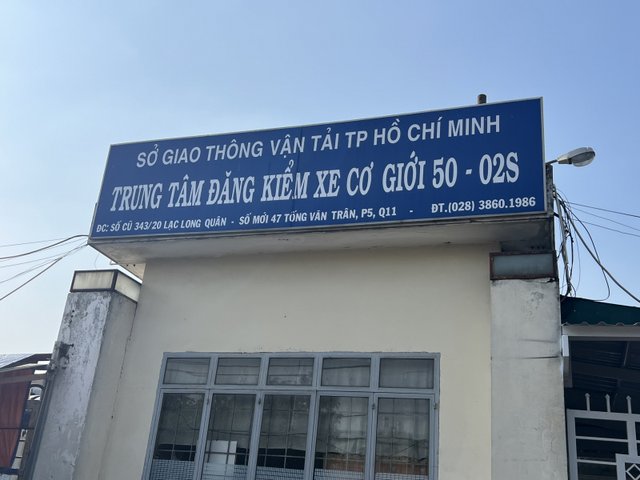 SỞ GIAO THÔNG VẬN TẢI TP HỒ CHÍ MINH
TRUNG TÂM ĐĂNG KIỂM XE CƠ GIỚI 50 - 02S
ĐC: SỐ CŨ 343/20 LẠC LONG QUÂN - SỐ MỚI 47 TỐNG VĂN TRÂN, P5, Q11 - ĐT.(028) 3860.1986